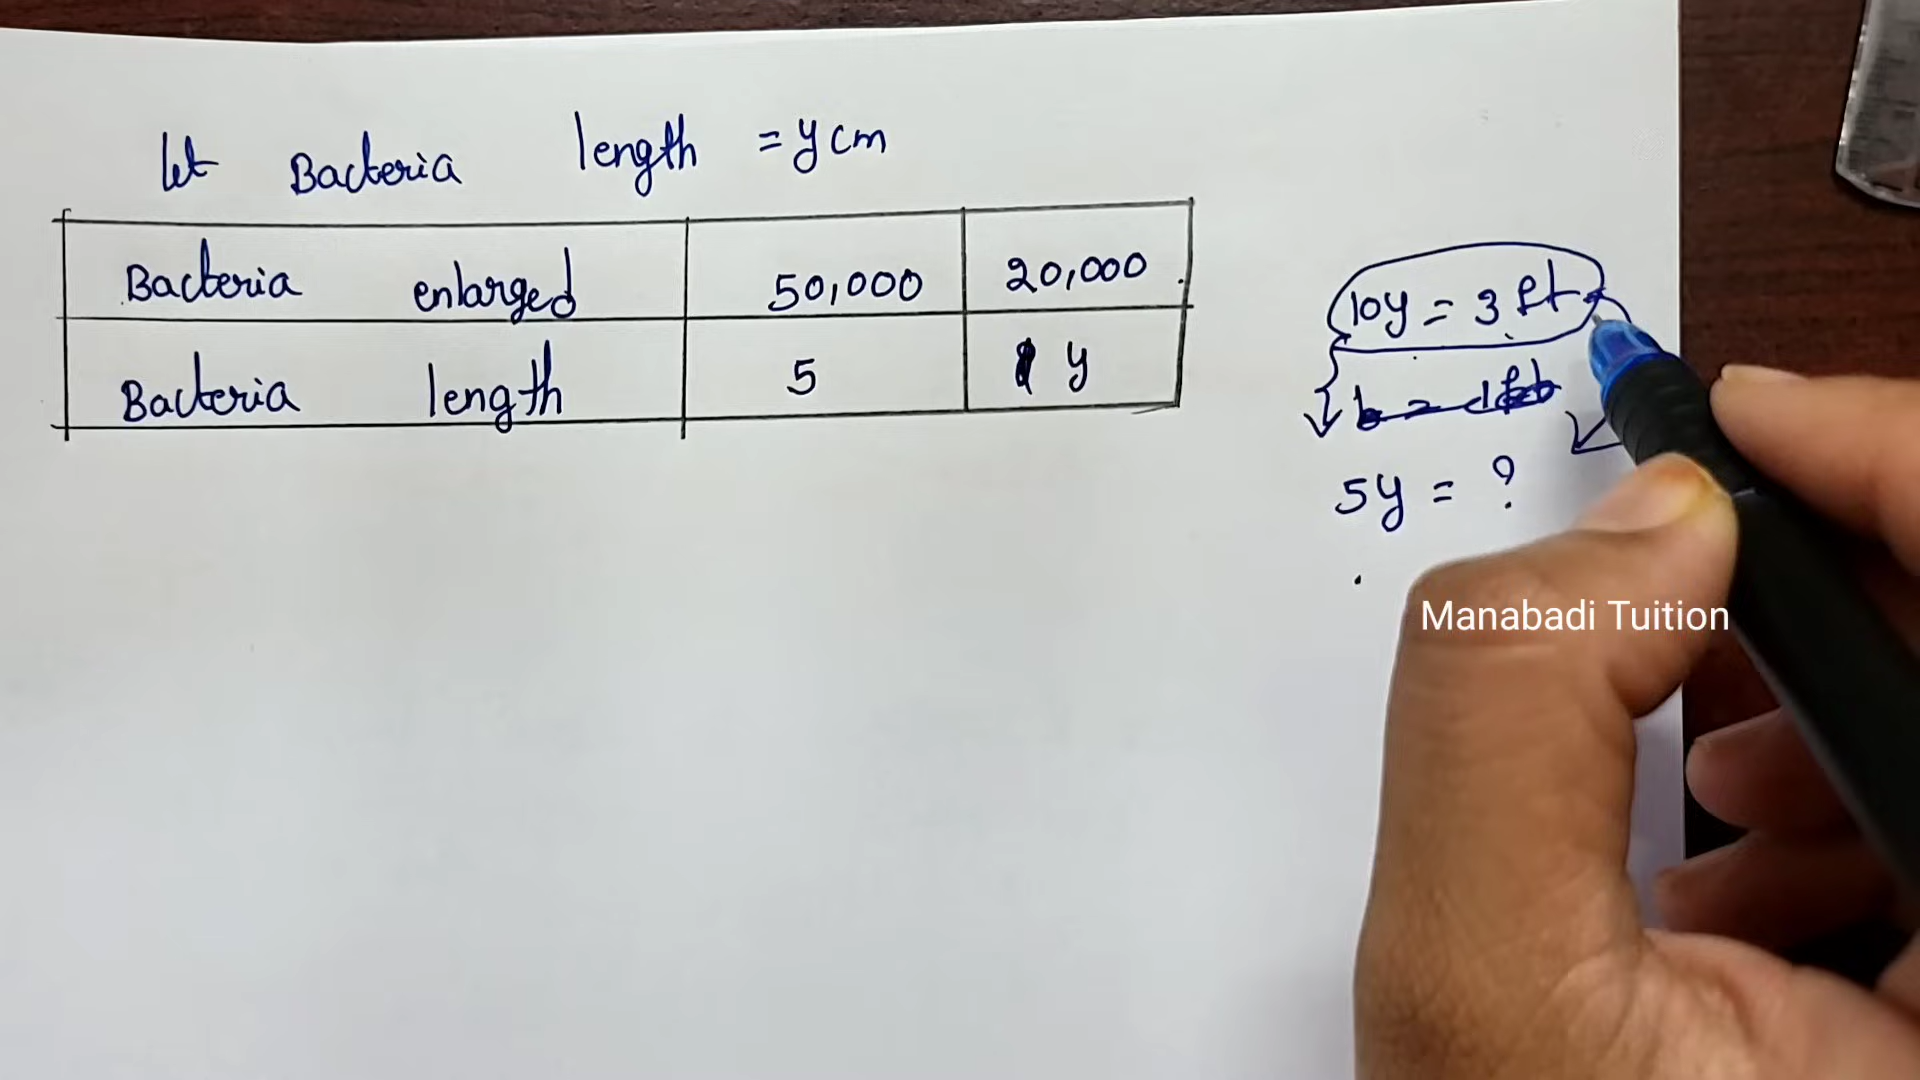 let Bacteria length = y cm
Bacteria enlarged 50,000 20,000
Bacteria length 5 y
10y = 3 ft
5y = ?
Manabadi Tuition